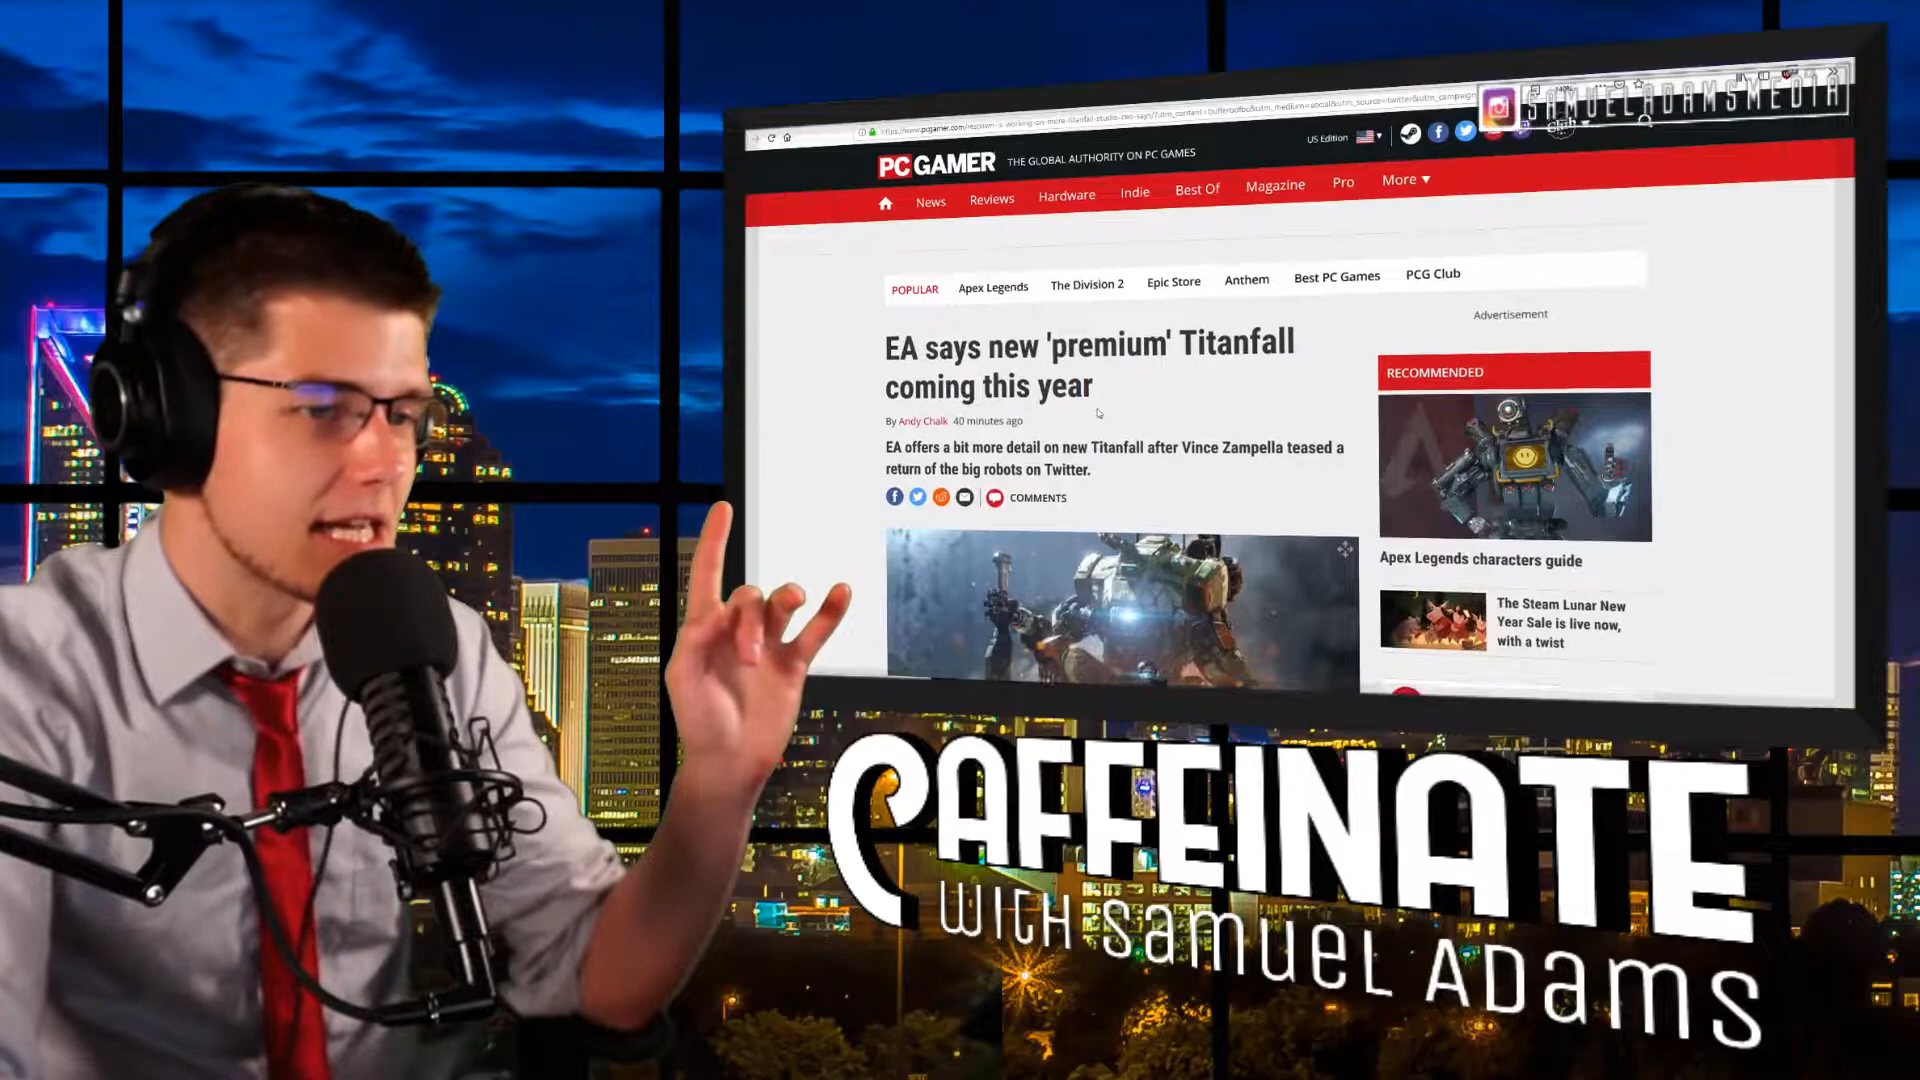 SAMUELADAMSMEDIA
PC GAMER THE GLOBAL AUTHORITY ON PC GAMES
US Edition
Club
News Reviews Hardware Indie Best Of Magazine Pro More
POPULAR Apex Legends The Division 2 Epic Store Anthem Best PC Games PCG Club
EA says new 'premium' Titanfall
coming this year
By Andy Chalk 40 minutes ago
EA offers a bit more detail on new Titanfall after Vince Zampella teased a
return of the big robots on Twitter.
COMMENTS
Advertisement
RECOMMENDED
Apex Legends characters guide
The Steam Lunar New
Year Sale is live now,
with a twist
CAFFEINATE
WITH SAMUEL ADAMS